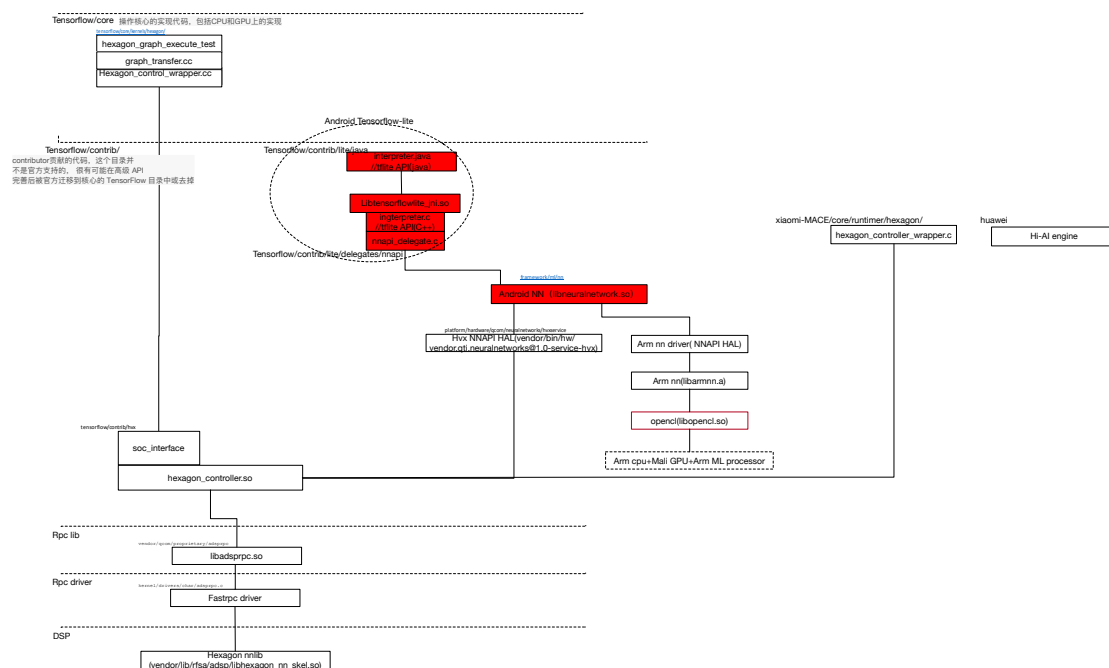 Tensorflow/core 操作核心的实现代码，包括CPU和GPU上的实现
tensorflow/core/kernels/hexagon/
hexagon_graph_execute_test
graph_transfer.cc
Hexagon_control_wrapper.cc
Android Tensorflow-lite
Tensorflow/contrib/
contributor贡献的代码，这个目录并
不是官方支持的， 很有可能在高级 API
完善后被官方迁移到核心的 TensorFlow 目录中或去掉
Tensorflow/contrib/lite/java
interpreter.java
//tflite API(java)
Libtensorflowlite_jni.so
ingterpreter.c
//tflite API(C++)
nnapi_delegate.c
Tensorflow/contrib/lite/delegates/nnapi
xiaomi-MACE/core/runtimer/hexagon/
hexagon_controller_wrapper.c
huawei
Hi-AI engine
framework/ml/nn
Android NN（libneuralnetwork.so）
platform/hardware/qcom/neuralnetworks/hvxservice
Hvx NNAPI HAL(vendor/bin/hw/
vendor.qti.neuralnetworks@1.0-service-hvx)
Arm nn driver( NNAPI HAL)
Arm nn(libarmnn.a)
opencl(libopencl.so)
Arm cpu+Mali GPU+Arm ML processor
tensorflow/contrib/hvx
soc_interface
hexagon_controller.so
Rpc lib
vendor/qcom/proprietary/adsprpc
libadsprpc.so
Rpc driver
kernel/drivers/char/adsprpc.c
Fastrpc driver
DSP
Hexagon nnlib
(vendor/lib/rfsa/adsp/libhexagon_nn_skel.so)